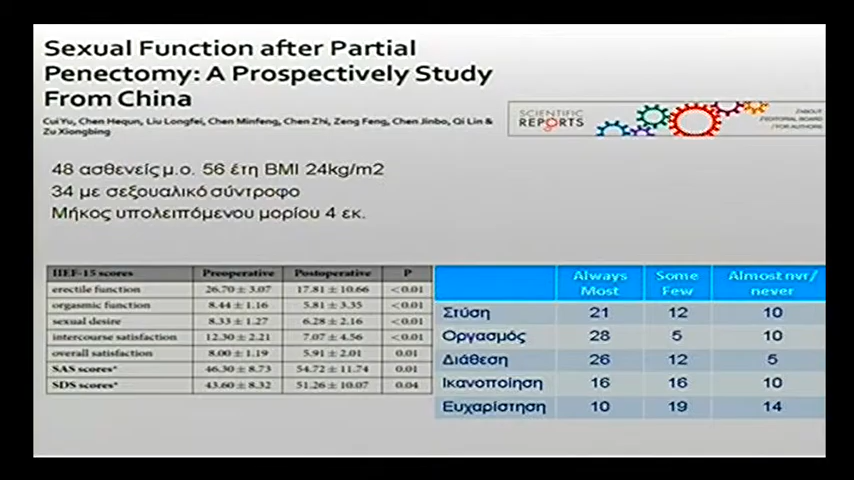 Sexual Function after Partial
Penectomy: A Prospectively Study
From China
Cui Yu, Chen Hequn, Liu Longfei, Chen Minfeng, Chen Zhi, Zeng Feng, Chen Jinbo, Qi Lin &
Zu Xiongbing
SCIENTIFIC
REPORTS
/ABOUT
/EDITORIAL BOARD
/FOR AUTHORS
48 ασθενείς μ.ο. 56 έτη BMI 24kg/m2
34 με σεξουαλικό σύντροφο
Μήκος υπολειπόμενου μορίου 4 εκ.
IIEF-15 scores Preoperative Postoperative P
erectile function 26.70 ± 3.07 17.81 ± 10.66 <0.01
orgasmic function 8.44 ± 1.16 5.81 ± 3.35 <0.01
sexual desire 8.33 ± 1.27 6.28 ± 2.16 <0.01
intercourse satisfaction 12.30 ± 2.21 7.07 ± 4.56 <0.01
overall satisfaction 8.00 ± 1.19 5.91 ± 2.01 0.01
SAS scores* 46.30 ± 8.73 54.72 ± 11.74 0.01
SDS scores* 43.60 ± 8.32 51.26 ± 10.07 0.04
Always Some Almost nvr/
Most Few never
Στύση 21 12 10
Οργασμός 28 5 10
Διάθεση 26 12 5
Ικανοποίηση 16 16 10
Ευχαρίστηση 10 19 14